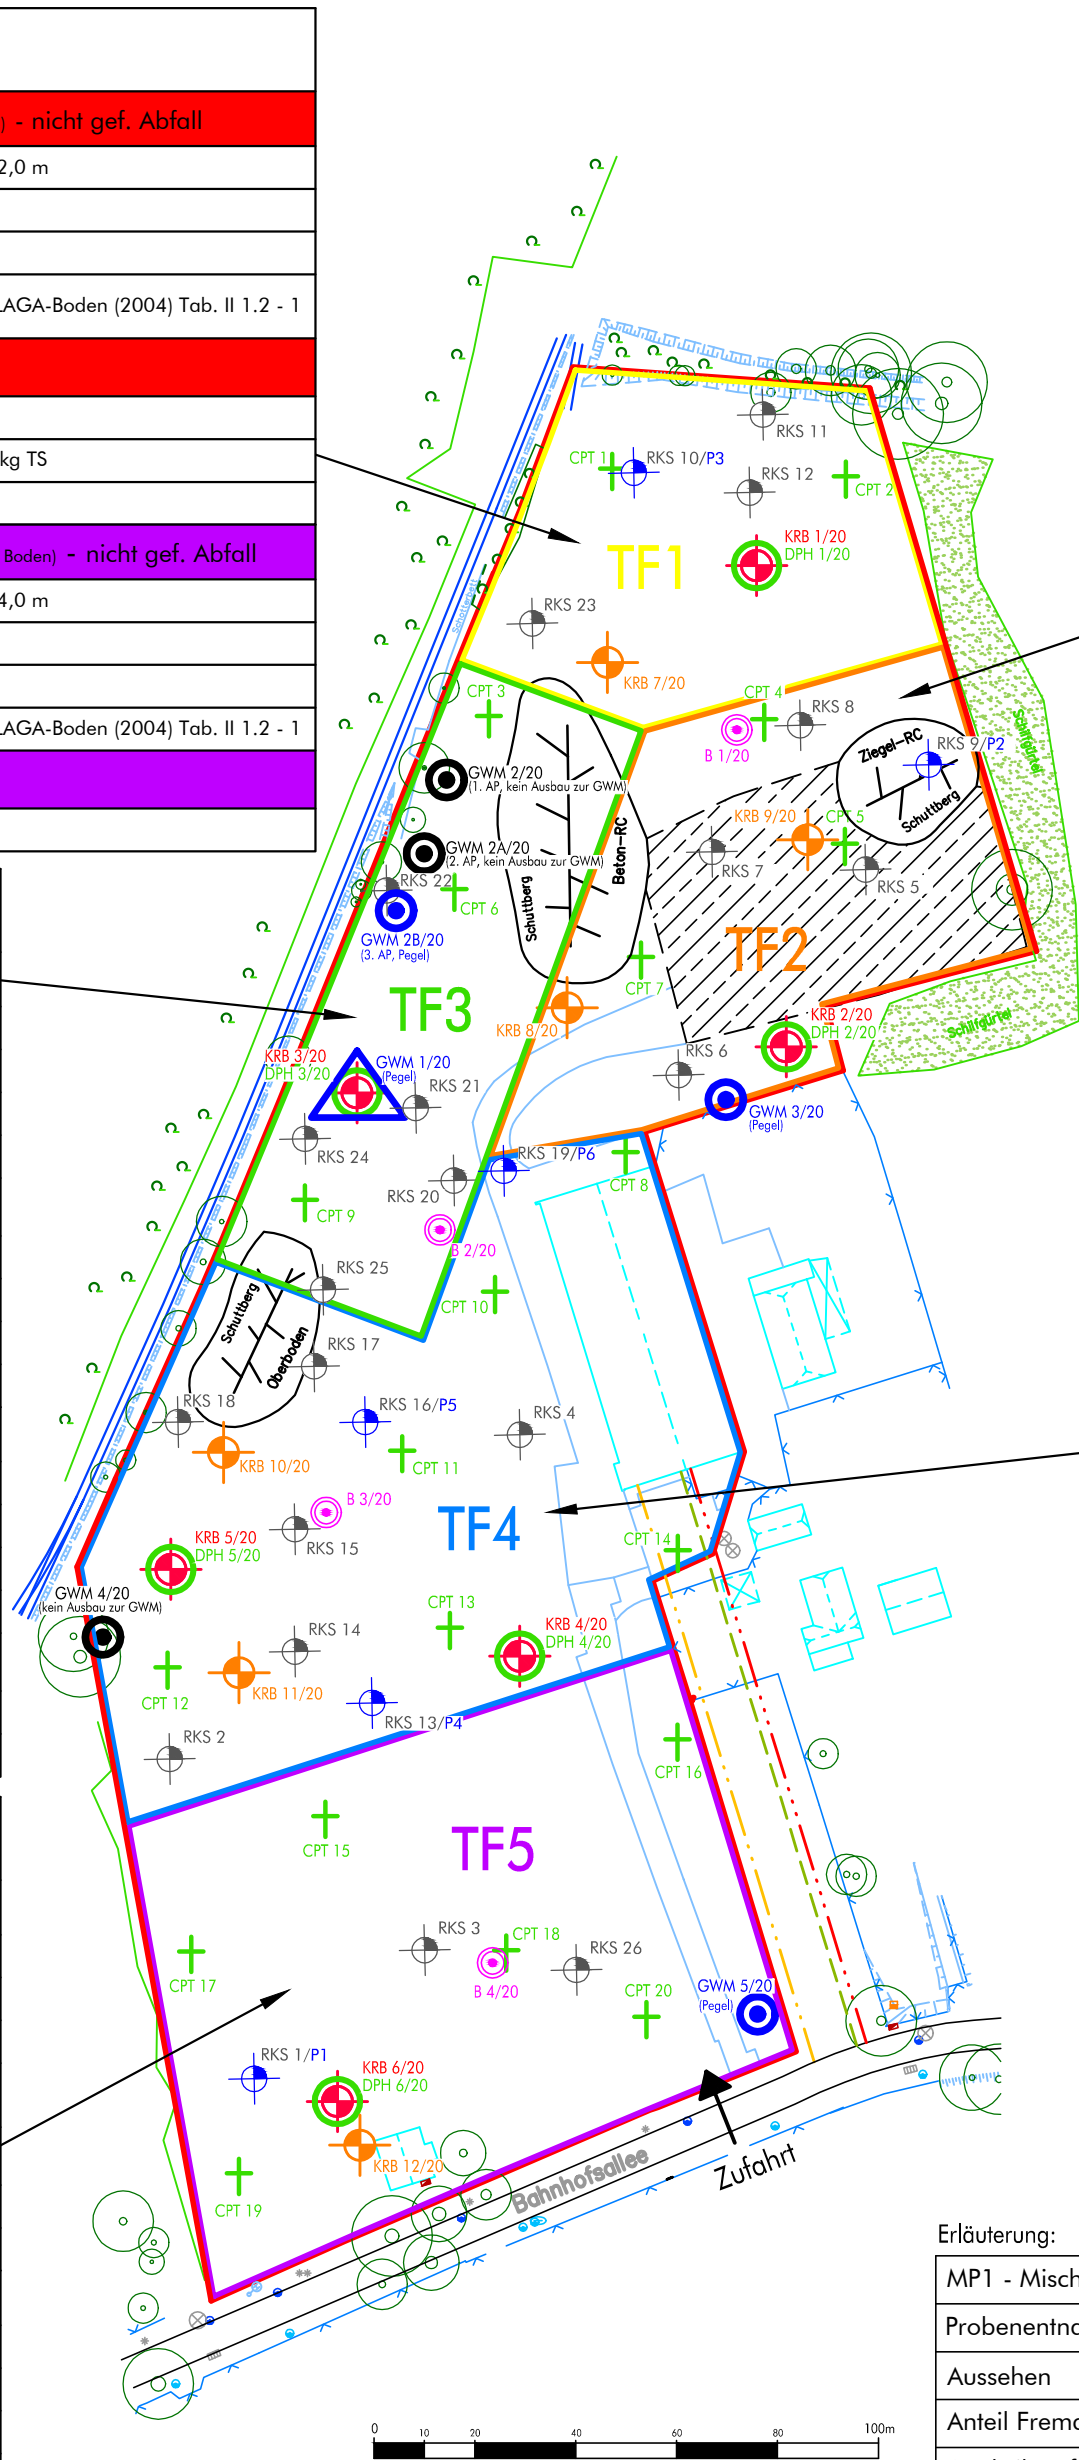 ) - nicht gef. Abfall
2,0 m
LAGA-Boden (2004) Tab. II 1.2 - 1
kg TS
Boden) - nicht gef. Abfall
4,0 m
LAGA-Boden (2004) Tab. II 1.2 - 1
RKS 11
CPT 1
RKS 10/P3
RKS 12
CPT 2
KRB 1/20
DPH 1/20
TF1
Schotterbett
RKS 23
KRB 7/20
CPT 3
CPT 4
RKS 8
B 1/20
Ziegel-RC
RKS 9/P2
Schuttberg
Schilfgürtel
GWM 2/20
(1. AP, kein Ausbau zur GWM)
KRB 9/20
CPT 5
GWM 2A/20
(2. AP, kein Ausbau zur GWM)
Beton-RC
Schuttberg
RKS 7
RKS 5
RKS 22
CPT 6
GWM 2B/20
(3. AP, Pegel)
TF2
CPT 7
TF3
KRB 8/20
KRB 2/20
DPH 2/20
Schilfgürtel
KRB 3/20
DPH 3/20
GWM 1/20
(Pegel)
RKS 6
RKS 21
GWM 3/20
(Pegel)
RKS 24
RKS 19/P6
RKS 20
CPT 8
CPT 9
B 2/20
RKS 25
CPT 10
Schuttberg
Oberboden
RKS 17
RKS 18
RKS 16/P5
RKS 4
KRB 10/20
CPT 11
B 3/20
TF4
RKS 15
KRB 5/20
DPH 5/20
CPT 14
GWM 4/20
(kein Ausbau zur GWM)
CPT 13
KRB 4/20
DPH 4/20
RKS 14
CPT 12
KRB 11/20
RKS 13/P4
RKS 2
CPT 16
CPT 15
TF5
RKS 3
CPT 18
RKS 26
CPT 17
B 4/20
CPT 20
GWM 5/20
(Pegel)
RKS 1/P1
KRB 6/20
DPH 6/20
KRB 12/20
CPT 19
Bahnhofsallee
Zufahrt
Erläuterung:
MP1 - Misch
Probenentna
Aussehen
Anteil Fremd
0 10 20 40 60 80 100m